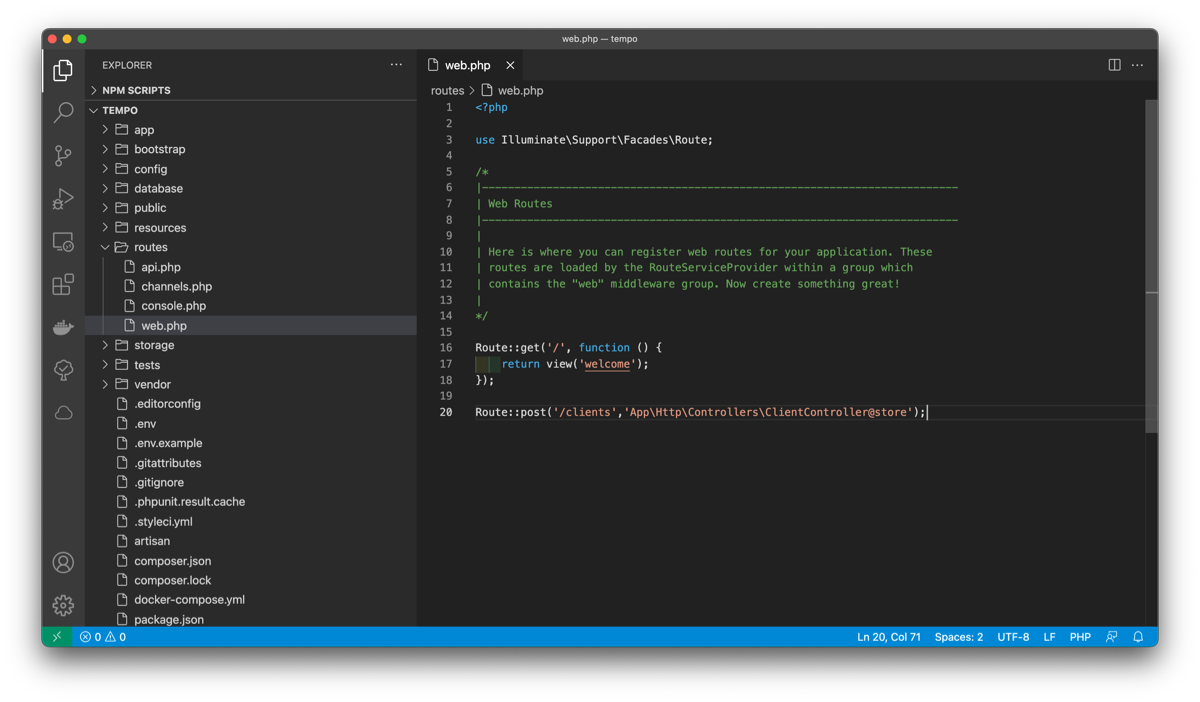 web.php — tempo
EXPLORER
NPM SCRIPTS
TEMPO
app
bootstrap
config
database
public
resources
routes
api.php
channels.php
console.php
web.php
storage
tests
vendor
.editorconfig
.env
.env.example
.gitattributes
.gitignore
.phpunit.result.cache
.styleci.yml
artisan
composer.json
composer.lock
docker-compose.yml
package.json
web.php
routes > web.php
1 <?php
2
3 use Illuminate\Support\Facades\Route;
4
5 /*
6 |--------------------------------------------------------------------------
7 | Web Routes
8 |--------------------------------------------------------------------------
9 |
10 | Here is where you can register web routes for your application. These
11 | routes are loaded by the RouteServiceProvider within a group which
12 | contains the "web" middleware group. Now create something great!
13 |
14 */
15
16 Route::get('/', function () {
17     return view('welcome');
18 });
19
20 Route::post('/clients','App\Http\Controllers\ClientController@store');
0 0
Ln 20, Col 71 Spaces: 2 UTF-8 LF PHP